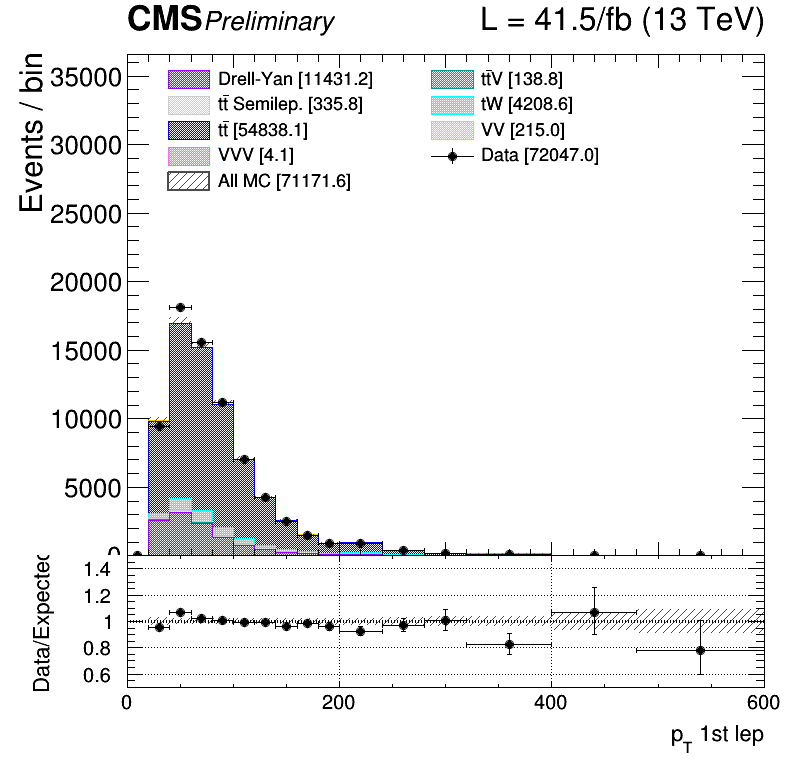 CMS Preliminary L = 41.5/fb (13 TeV)
Events / bin
35000
30000
25000
20000
15000
10000
5000
0
Drell-Yan [11431.2]
tt̄ Semilep. [335.8]
tt̄ [54838.1]
VVV [4.1]
All MC [71171.6]
tt̄V [138.8]
tW [4208.6]
VV [215.0]
Data [72047.0]
Data/Expected
1.4
1.2
1
0.8
0.6
0 200 400 600
p_T 1st lep